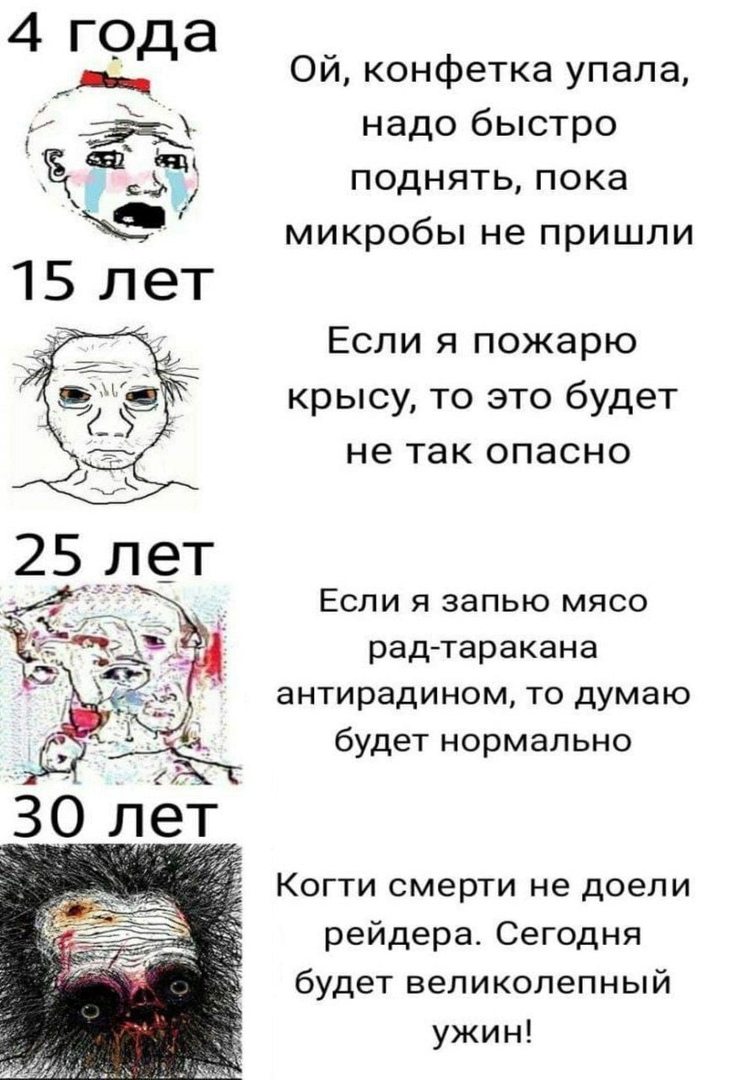 4 года
Ой, конфетка упала,
надо быстро
поднять, пока
микробы не пришли
15 лет
Если я пожарю
крысу, то это будет
не так опасно
25 лет
Если я запью мясо
рад-таракана
антирадином, то думаю
будет нормально
30 лет
Когти смерти не доели
рейдера. Сегодня
будет великолепный
ужин!